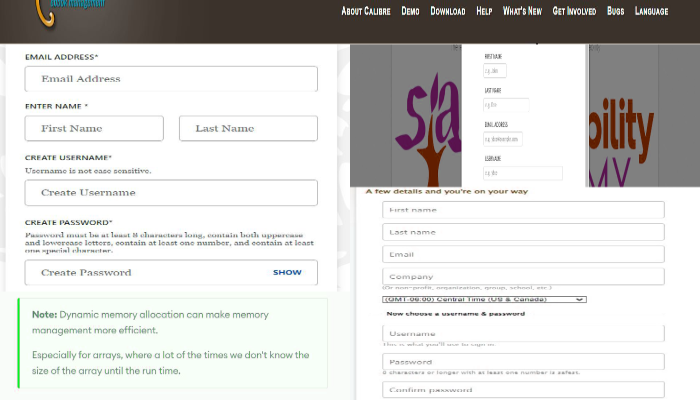 ebook management
About Calibre Demo Download Help What's New Get Involved Bugs Language
EMAIL ADDRESS*
Email Address
ENTER NAME *
First Name Last Name
CREATE USERNAME*
Username is not case sensitive.
Create Username
CREATE PASSWORD*
Password must be at least 8 characters long, contain both uppercase
and lowercase letters, contain at least one number, and contain at least
one special character.
Create Password SHOW
Note: Dynamic memory allocation can make memory
management more efficient.
Especially for arrays, where a lot of the times we don't know the
size of the array until the run time.
FIRST NAME
LAST NAME
EMAIL ADDRESS
USERNAME
bility
MY
A few details and you're on your way
First name
Last name
Email
Company
(Or non-profit, organization, group, school, etc.)
(GMT-06:00) Central Time (US & Canada)
Now choose a username & password
Username
This is what you'll use to sign in.
Password
6 characters or longer with at least one number is safest.
Confirm password